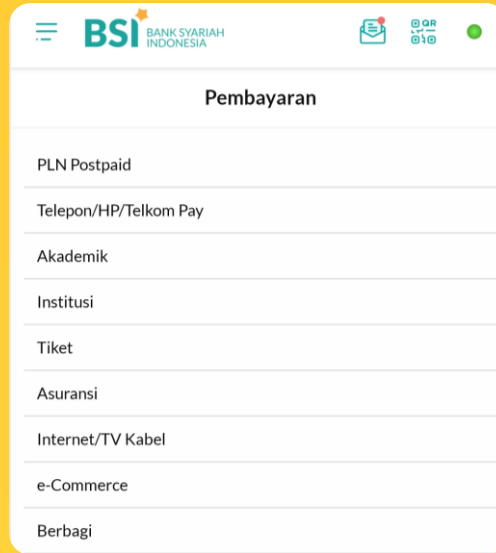 BSI BANK SYARIAH
INDONESIA
QR
Pembayaran
PLN Postpaid
Telepon/HP/Telkom Pay
Akademik
Institusi
Tiket
Asuransi
Internet/TV Kabel
e-Commerce
Berbagi